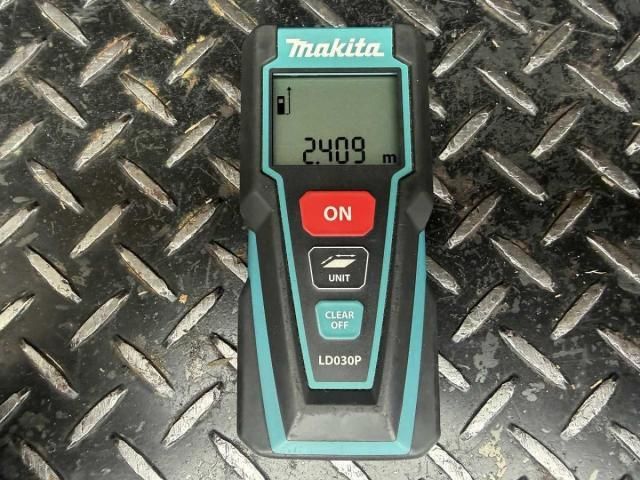 makita
2.409 m
ON
UNIT
CLEAR
OFF
LD030P